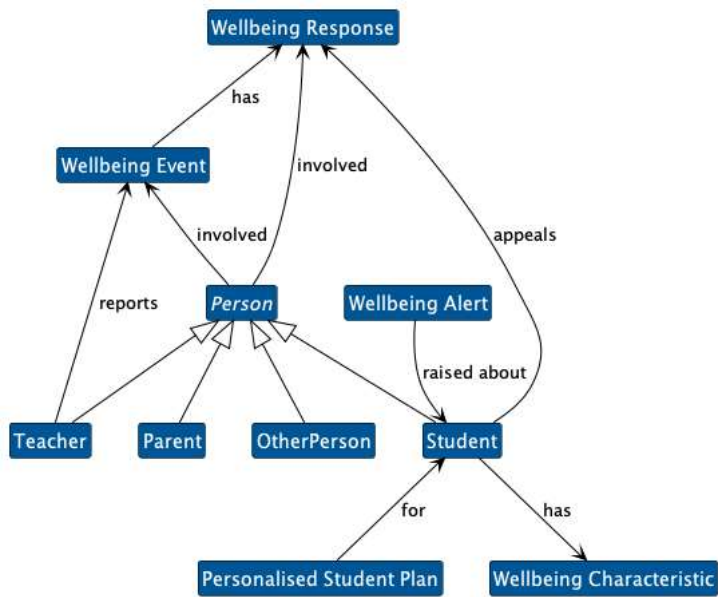 Wellbeing Response
has
Wellbeing Event
involved
involved
appeals
reports
Person
Wellbeing Alert
raised about
Teacher
Parent
OtherPerson
Student
for
has
Personalised Student Plan
Wellbeing Characteristic